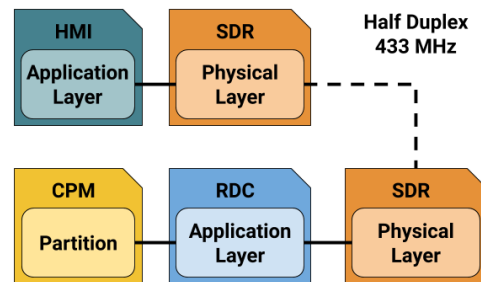 HMI
Application
Layer
SDR
Physical
Layer
Half Duplex
433 MHz
CPM
Partition
RDC
Application
Layer
SDR
Physical
Layer